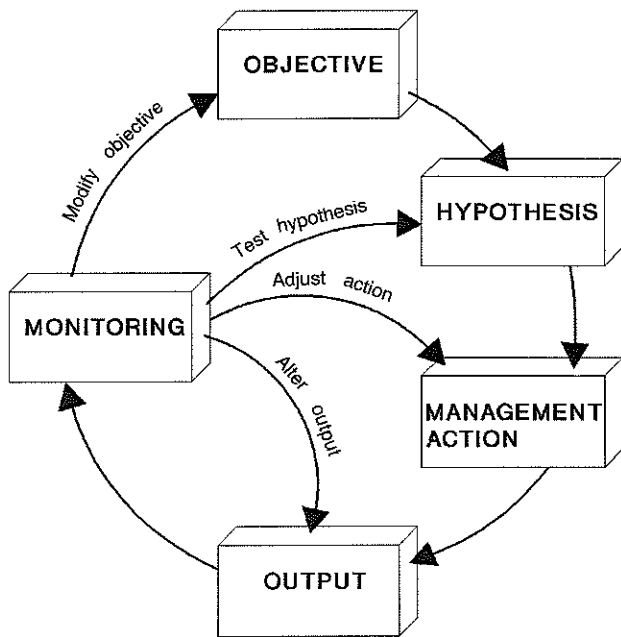 OBJECTIVE
Modify objective
HYPOTHESIS
Test hypothesis
Adjust action
MONITORING
Alter output
MANAGEMENT
ACTION
OUTPUT